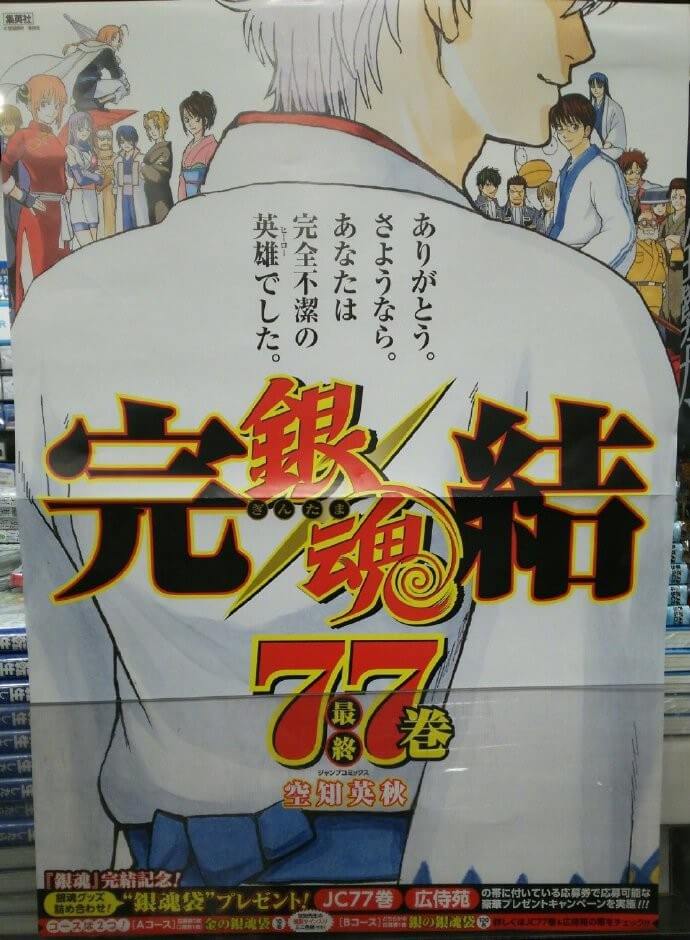 集英社
ありがとう。
さようなら。
あなたは
完全不潔の
英雄でした。
ヒーロー
完 銀魂 結
ぎんたま
77巻
最終
ジャンプコミックス
空知英秋
『銀魂』完結記念!
銀魂グッズ
詰め合わせ!
“銀魂袋”プレゼント!
JC77巻
広侍苑
の帯に付いている応募券で応募可能な
豪華プレゼントキャンペーンを実施!!!
コースは2つ!
【Aコース】
金の銀魂袋
【Bコース】
銀の銀魂袋
詳しくはJC77巻&広侍苑の帯をチェック!!